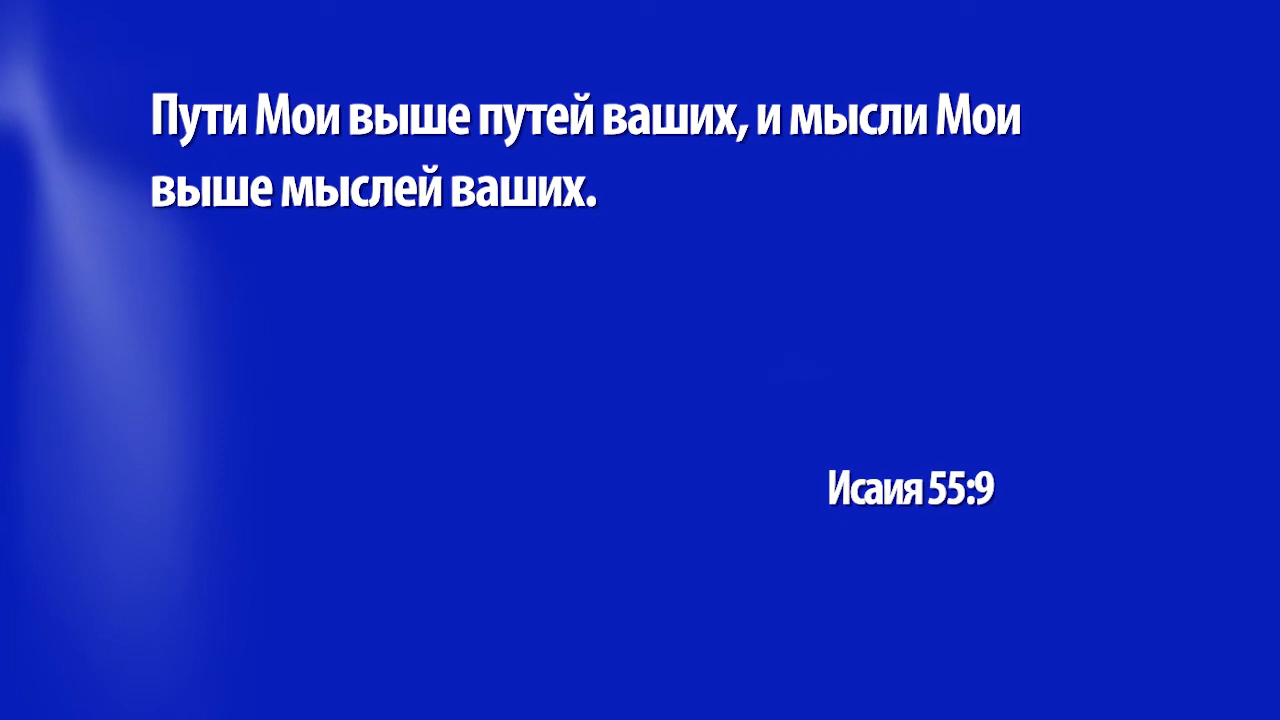 Пути Мои выше путей ваших, и мысли Мои
выше мыслей ваших.
Исаия 55:9